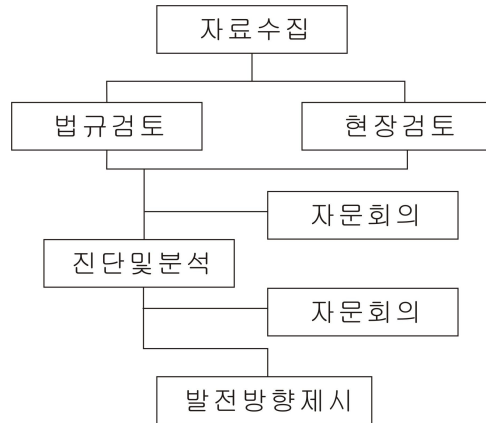 자료수집
법규검토
현장검토
자문회의
진단및분석
자문회의
발전방향제시